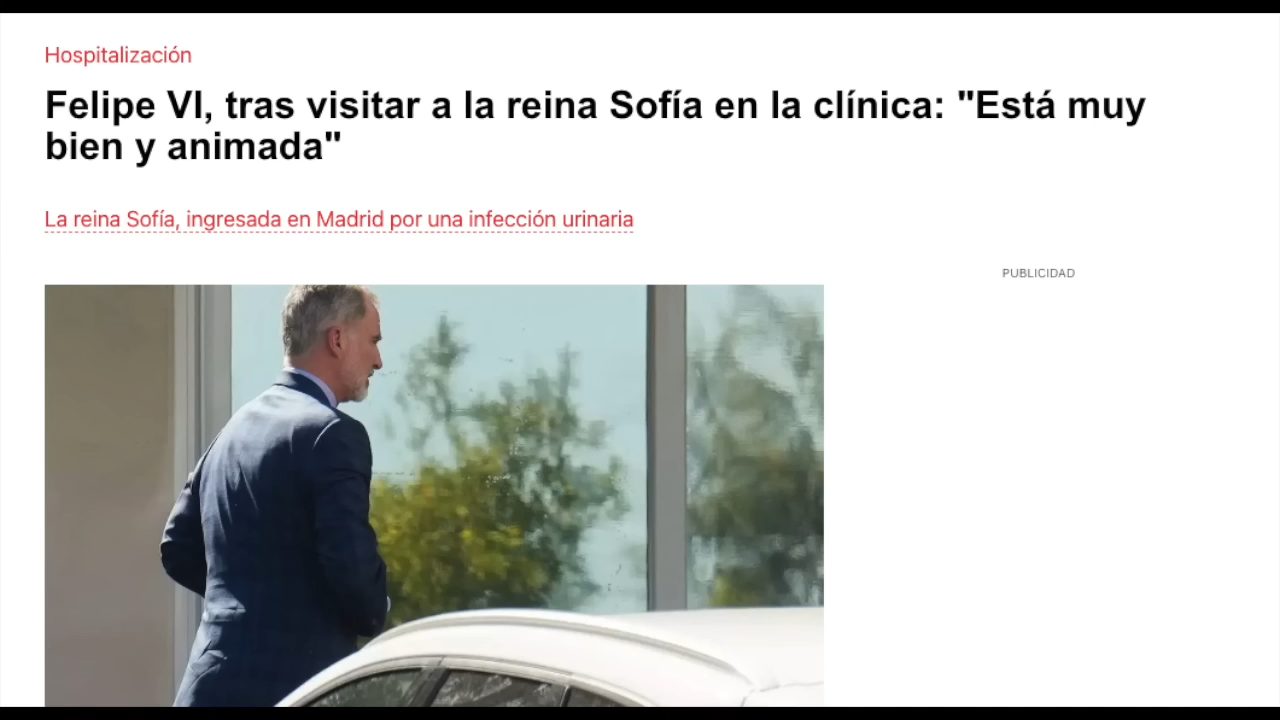 Hospitalización
Felipe VI, tras visitar a la reina Sofía en la clínica: "Está muy
bien y animada"
La reina Sofía, ingresada en Madrid por una infección urinaria
PUBLICIDAD